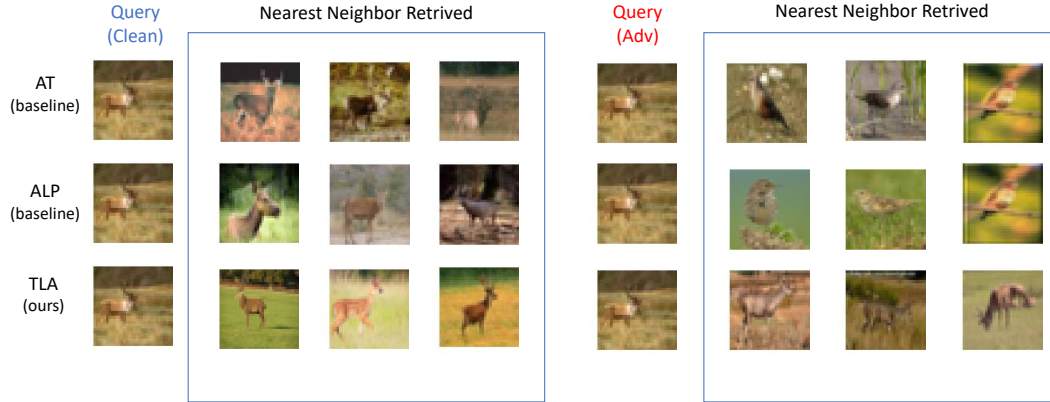 Query
(Clean)
Nearest Neighbor Retrived
Query
(Adv)
Nearest Neighbor Retrived
AT
(baseline)
ALP
(baseline)
TLA
(ours)